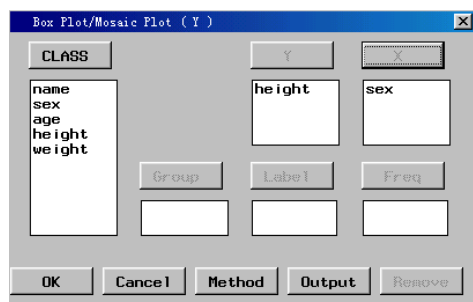 Box Plot/Mosaic Plot ( Y )
CLASS Y X
name height sex
sex
age
height
weight
Group Label Freq
OK Cancel Method Output Remove